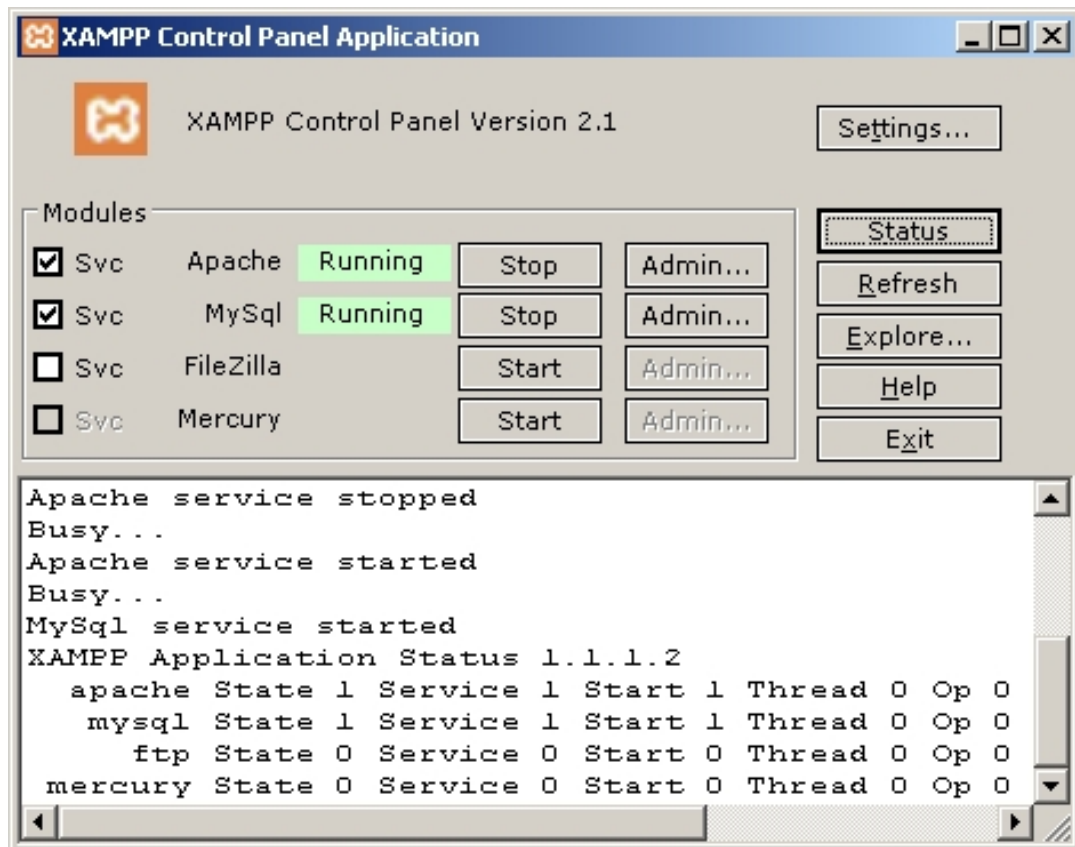 XAMPP Control Panel Application
XAMPP Control Panel Version 2.1
Settings...
Modules
Svc Apache Running Stop Admin...
Svc MySql Running Stop Admin...
Svc FileZilla Start Admin...
Svc Mercury Start Admin...
Status
Refresh
Explore...
Help
Exit
Apache service stopped
Busy...
Apache service started
Busy...
MySql service started
XAMPP Application Status 1.1.1.2
apache State 1 Service 1 Start 1 Thread 0 Op 0
mysql State 1 Service 1 Start 1 Thread 0 Op 0
ftp State 0 Service 0 Start 0 Thread 0 Op 0
mercury State 0 Service 0 Start 0 Thread 0 Op 0